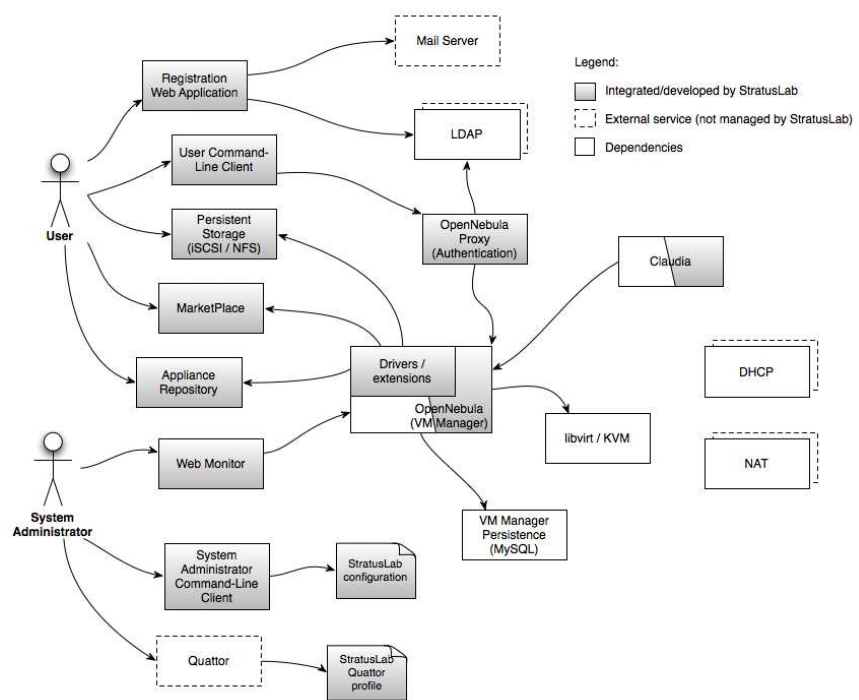 Mail Server
Legend:
Registration
Web Application
Integrated/developed by StratusLab
External service (not managed by StratusLab)
LDAP
Dependencies
User Command-
Line Client
User
Persistent
Storage
(iSCSI / NFS)
OpenNebula
Proxy
(Authentication)
Claudia
MarketPlace
Appliance
Repository
Drivers /
extensions
OpenNebula
(VM Manager)
DHCP
libvirt / KVM
Web Monitor
NAT
System
Administrator
VM Manager
Persistence
(MySQL)
System
Administrator
Command-Line
Client
StratusLab
configuration
Quattor
StratusLab
Quattor
profile